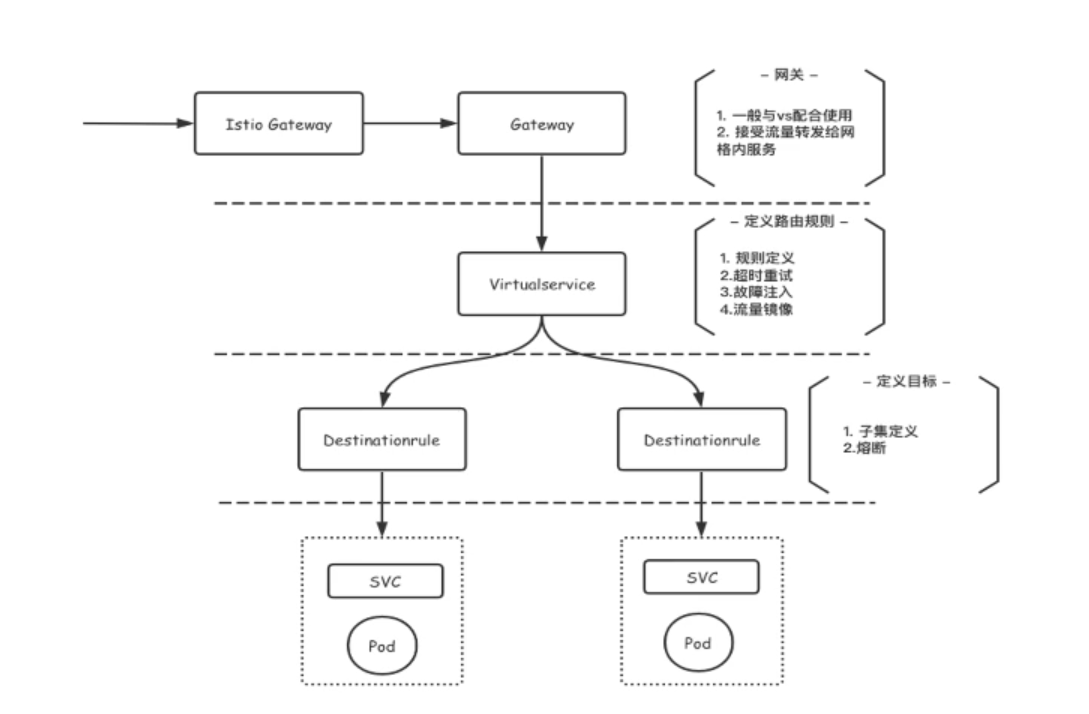 Istio Gateway
Gateway
– 网关 –
1. 一般与vs配合使用
2. 接受流量转发给网
格内服务
– 定义路由规则 –
Virtualservice
1. 规则定义
2.超时重试
3.故障注入
4.流量镜像
– 定义目标 –
Destinationrule
Destinationrule
1. 子集定义
2.熔断
SVC
SVC
Pod
Pod